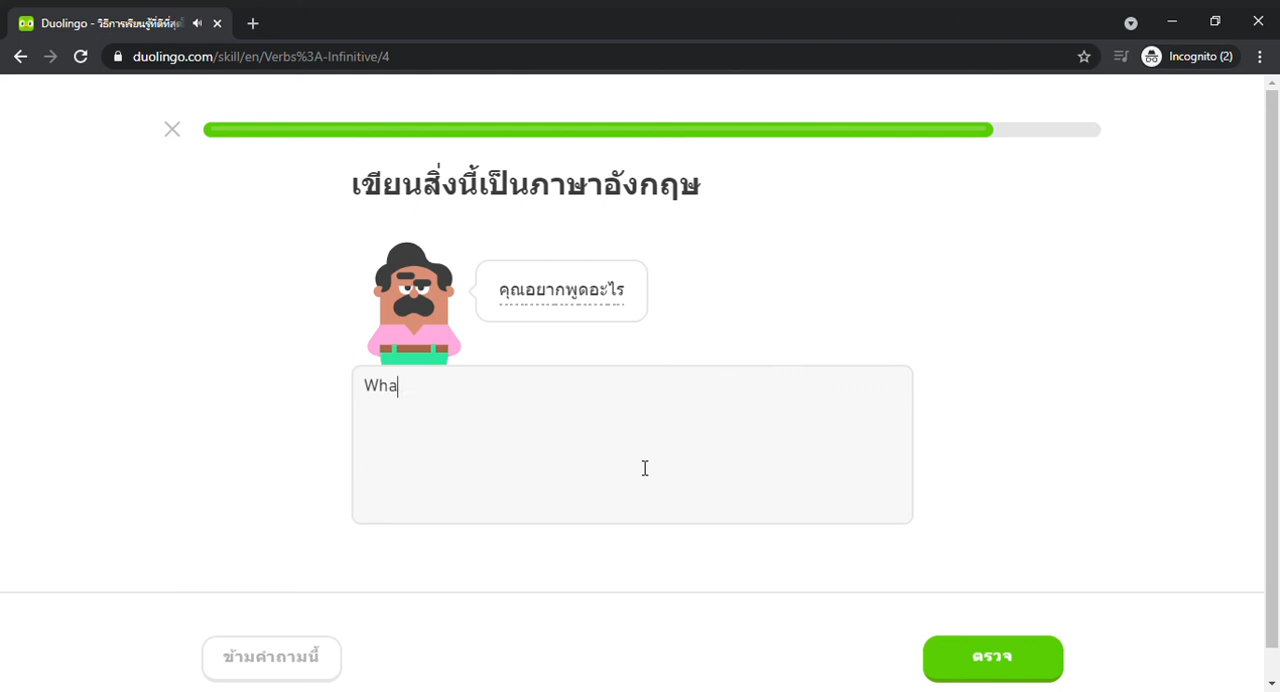 Duolingo - วิธีการเรียนรู้ที่ดีที่สุดใ
duolingo.com/skill/en/Verbs%3A-Infinitive/4
Incognito (2)
เขียนสิ่งนี้เป็นภาษาอังกฤษ
คุณอยากพูดอะไร
Wha
ข้ามคำถามนี้
ตรวจ